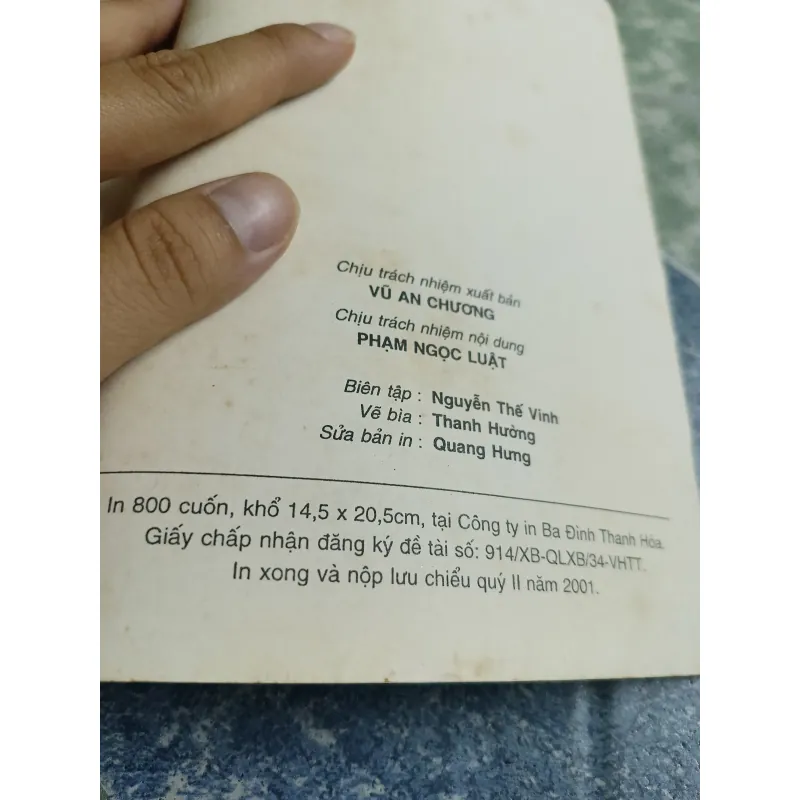 Chịu trách nhiệm xuất bản
VŨ AN CHƯƠNG
Chịu trách nhiệm nội dung
PHẠM NGỌC LUẬT
Biên tập : Nguyễn Thế Vinh
Vẽ bìa : Thanh Hường
Sửa bản in : Quang Hưng
In 800 cuốn, khổ 14,5 x 20,5cm, tại Công ty in Ba Đình Thanh Hóa.
Giấy chấp nhận đăng ký đề tài số: 914/XB-QLXB/34-VHTT.
In xong và nộp lưu chiểu quý II năm 2001.